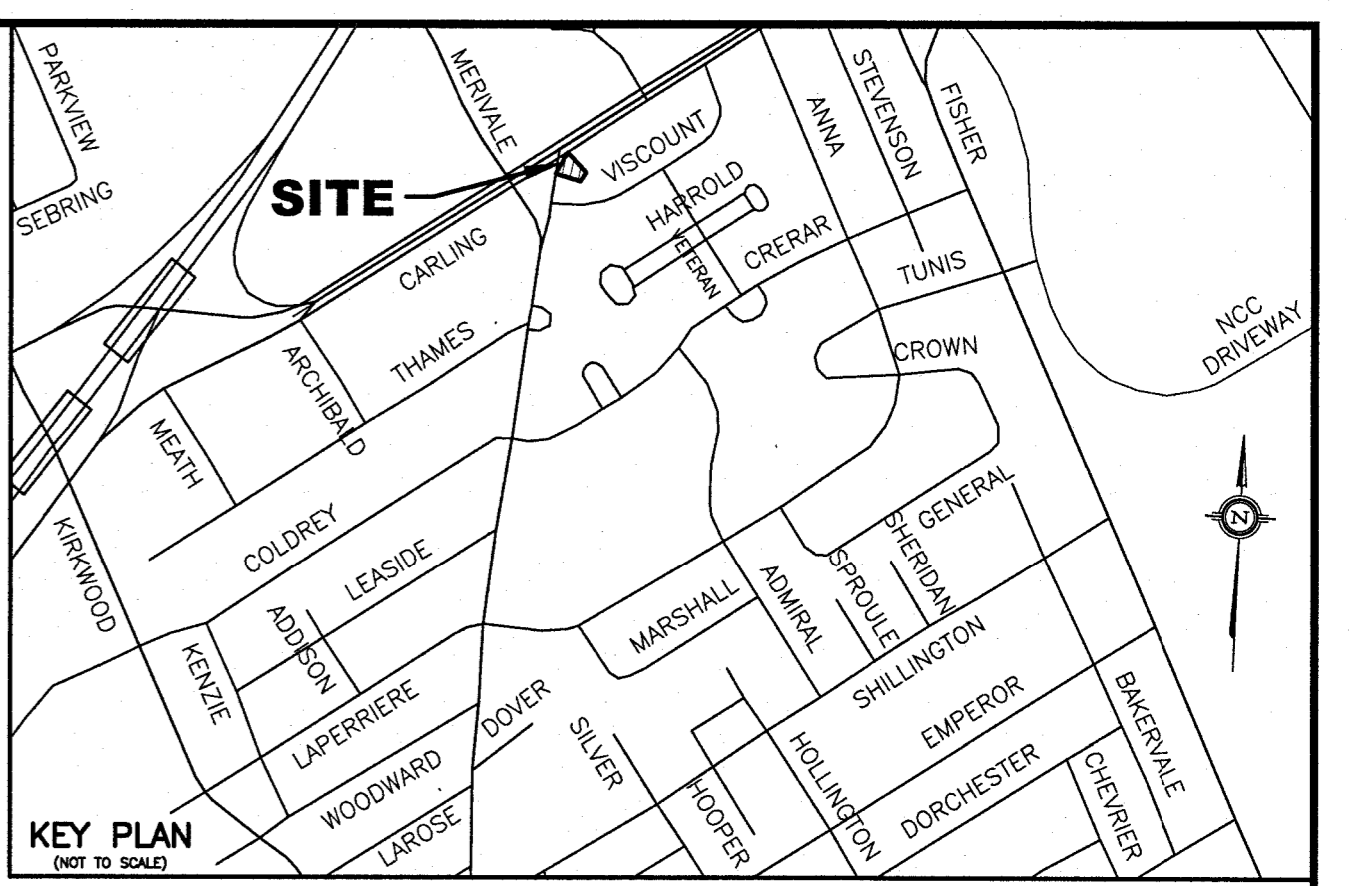 PARKVIEW
SEBRING
MERIVALE
SITE
CARLING
VISCOUNT
HARROLD
VETERAN
CRERAR
ANNA
STEVENSON
FISHER
TUNIS
CROWN
NCC
DRIVEWAY
THAMES
ARCHIBALD
MEATH
KIRKWOOD
COLDREY
LEASIDE
ADDISON
KENZIE
LAPERRIERE
WOODWARD
LAROSE
DOVER
SILVER
HOOPER
MARSHALL
ADMIRAL
SPROULE
SHERIDAN
GENERAL
SHILLINGTON
EMPEROR
HOLLINGTON
DORCHESTER
BAKERVALE
CHEVRIER
N
KEY PLAN
(NOT TO SCALE)